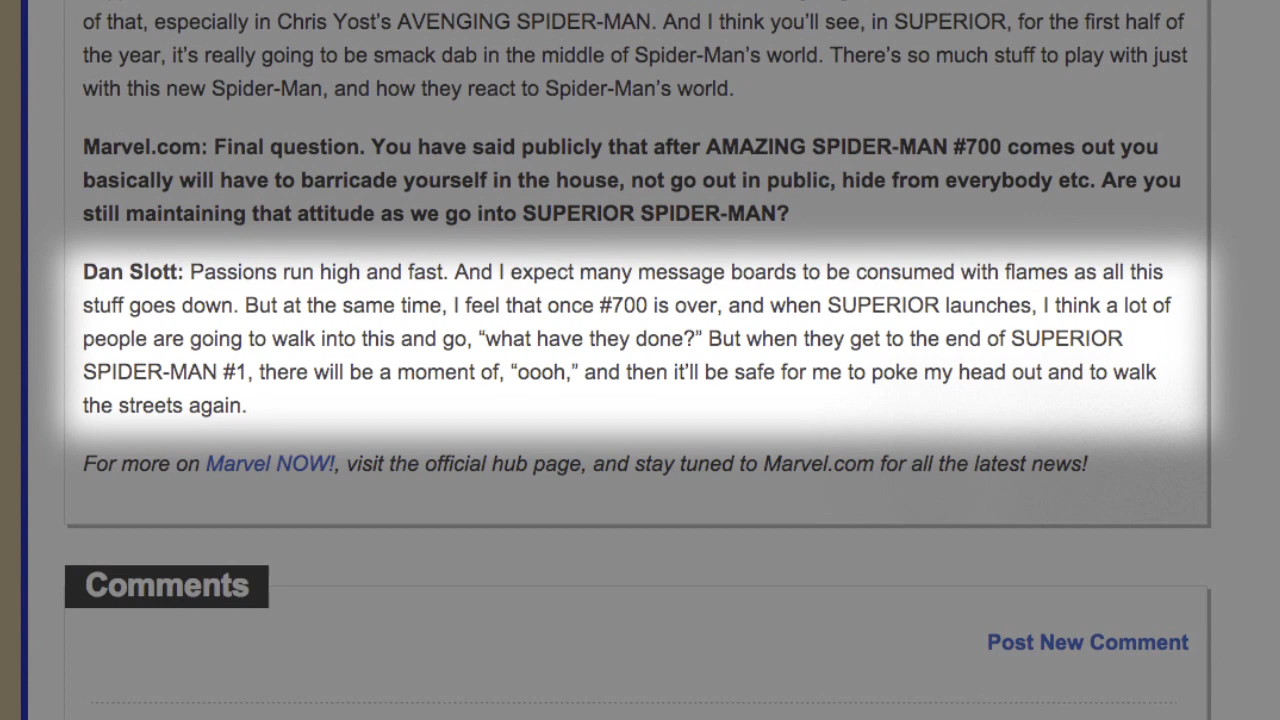 of that, especially in Chris Yost’s AVENGING SPIDER-MAN. And I think you’ll see, in SUPERIOR, for the first half of
the year, it’s really going to be smack dab in the middle of Spider-Man’s world. There’s so much stuff to play with just
with this new Spider-Man, and how they react to Spider-Man’s world.
Marvel.com: Final question. You have said publicly that after AMAZING SPIDER-MAN #700 comes out you
basically will have to barricade yourself in the house, not go out in public, hide from everybody etc. Are you
still maintaining that attitude as we go into SUPERIOR SPIDER-MAN?
Dan Slott: Passions run high and fast. And I expect many message boards to be consumed with flames as all this
stuff goes down. But at the same time, I feel that once #700 is over, and when SUPERIOR launches, I think a lot of
people are going to walk into this and go, “what have they done?” But when they get to the end of SUPERIOR
SPIDER-MAN #1, there will be a moment of, “oooh,” and then it’ll be safe for me to poke my head out and to walk
the streets again.
For more on Marvel NOW!, visit the official hub page, and stay tuned to Marvel.com for all the latest news!
Comments
Post New Comment